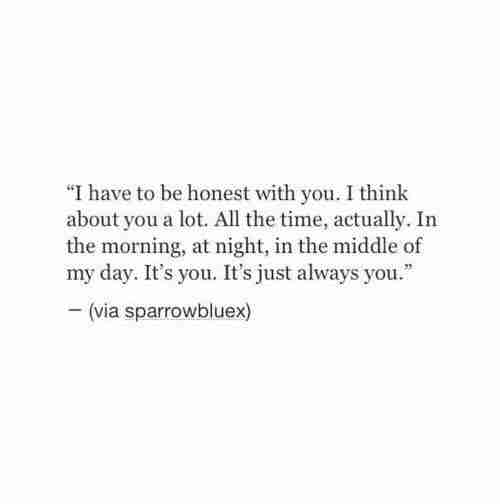 “I have to be honest with you. I think
about you a lot. All the time, actually. In
the morning, at night, in the middle of
my day. It’s you. It’s just always you.”
— (via sparrowbluex)